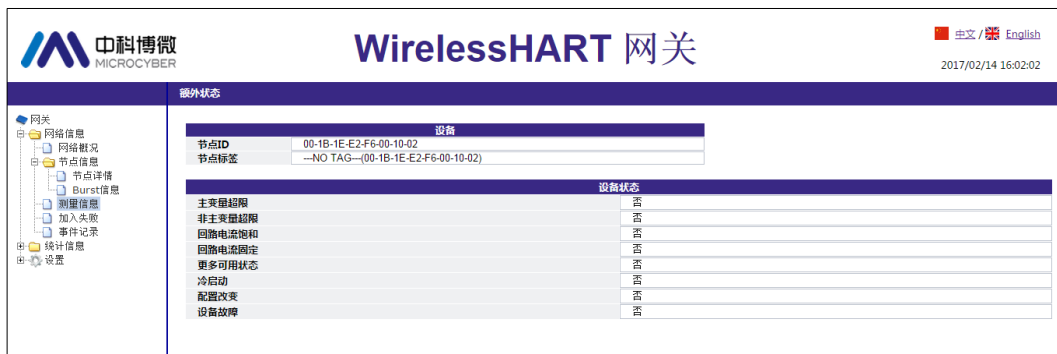 中科博微
MICROCYBER
WirelessHART 网关
中文 / English
2017/02/14 16:02:02
额外状态
网关
网络信息
网络概况
节点信息
节点详情
Burst信息
测量信息
加入失败
事件记录
统计信息
设置
设备
节点ID 00-1B-1E-E2-F6-00-10-02
节点标签 ---NO TAG---(00-1B-1E-E2-F6-00-10-02)
设备状态
主变量超限 否
非主变量超限 否
回路电流饱和 否
回路电流固定 否
更多可用状态 否
冷启动 否
配置改变 否
设备故障 否